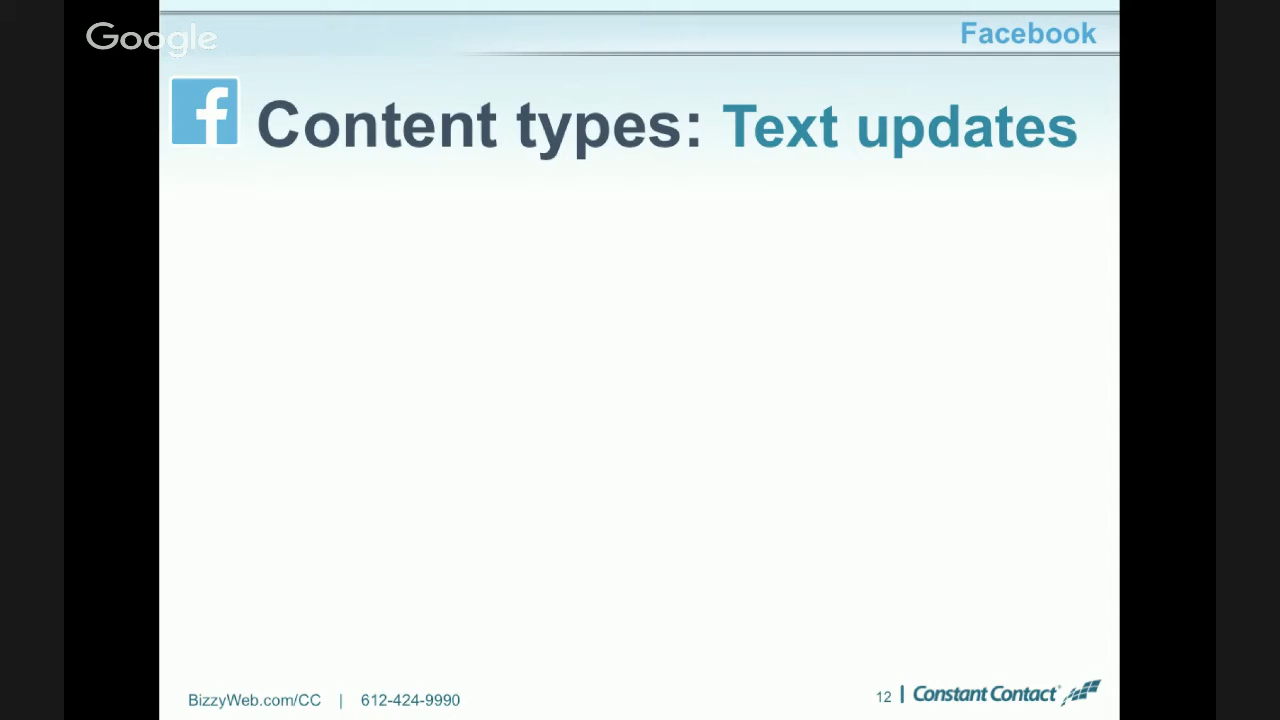 Google
Facebook
Content types: Text updates
BizzyWeb.com/CC | 612-424-9990
12 | Constant Contact®